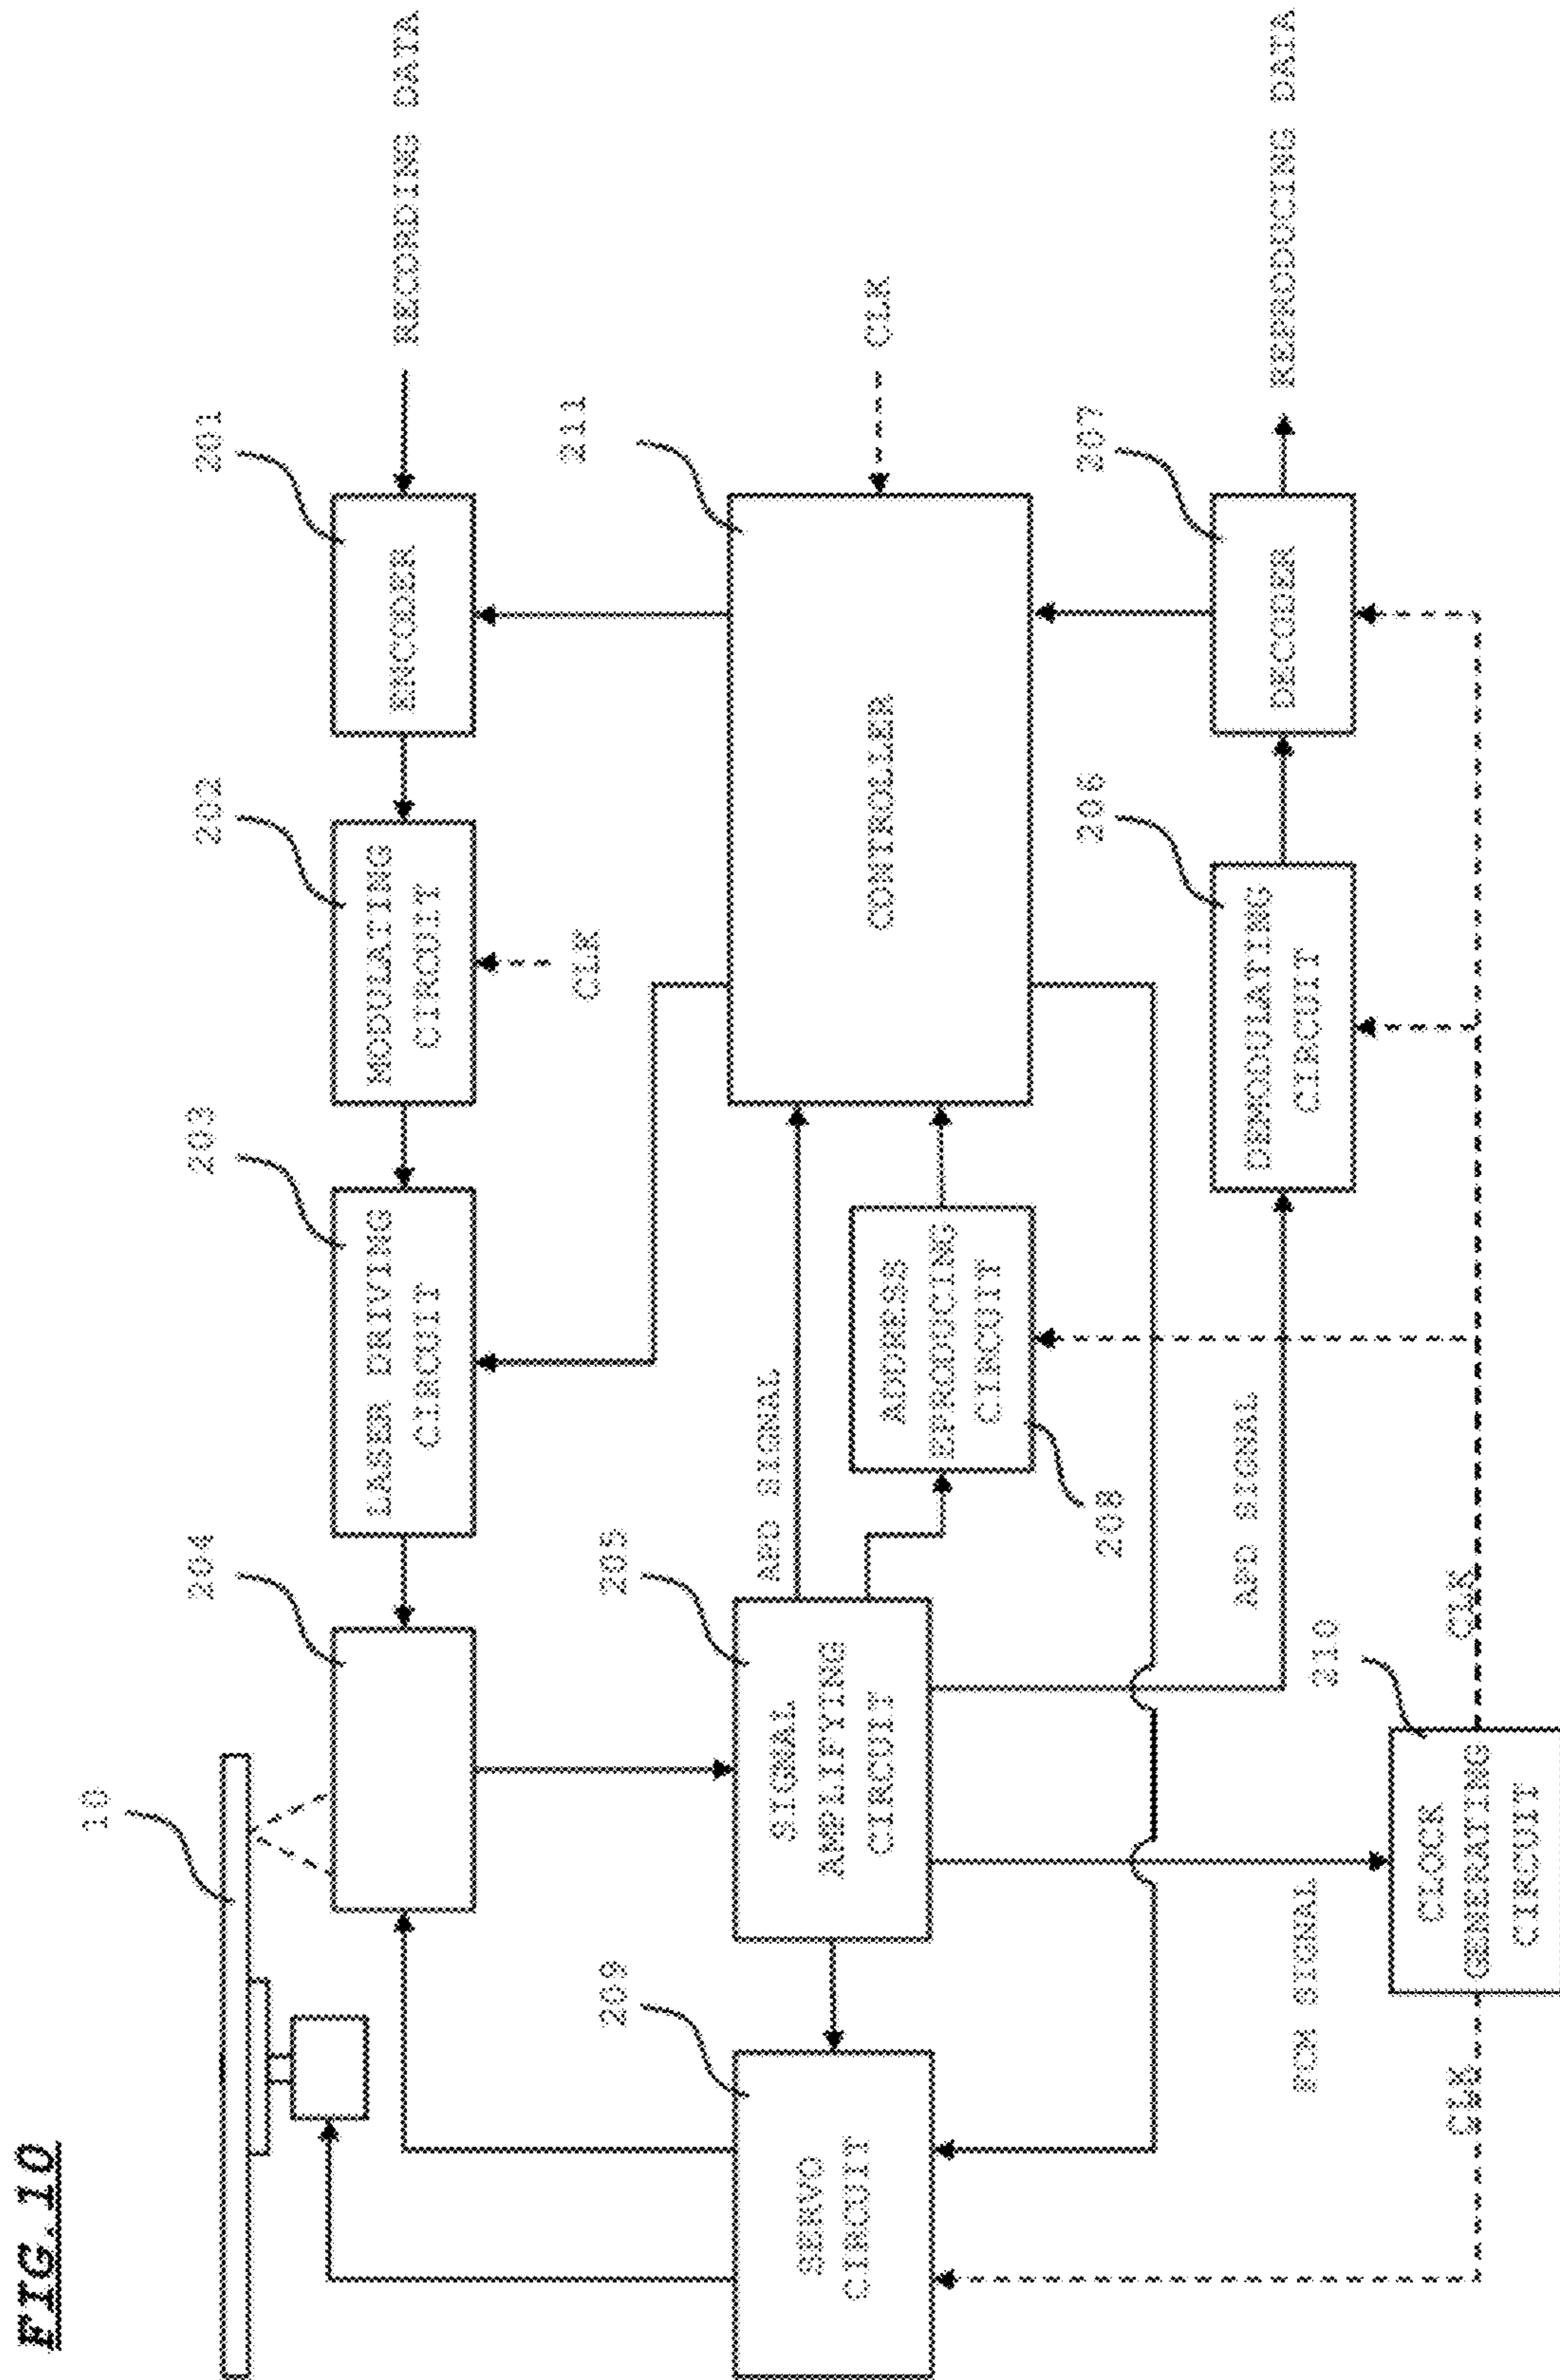 FIG.10
10
204
203
202
201
LASER DRIVING
CIRCUIT
MODULATING
CIRCUIT
ENCODER
RECORDING DATA
CLK
209
205
211
SERVO
CIRCUIT
SIGNAL
AMPLIFYING
CIRCUIT
APD SIGNAL
ADDRESS
EPRODUCING
CIRCUIT
208
CONTROLLER
CLK
206
207
APD SIGNAL
DEMODULATING
CIRCUIT
DECODER
REPRODUCING DATA
FCM SIGNAL
210
CLK
CLOCK
GENERATING
CIRCUIT
CLK